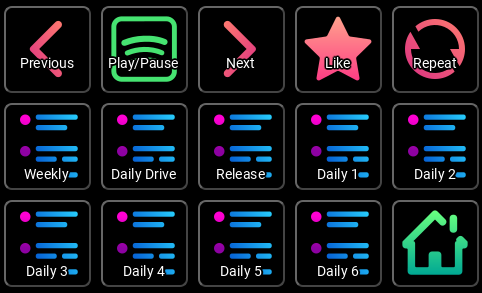 Previous
Play/Pause
Next
Like
Repeat
Weekly
Daily Drive
Release
Daily 1
Daily 2
Daily 3
Daily 4
Daily 5
Daily 6